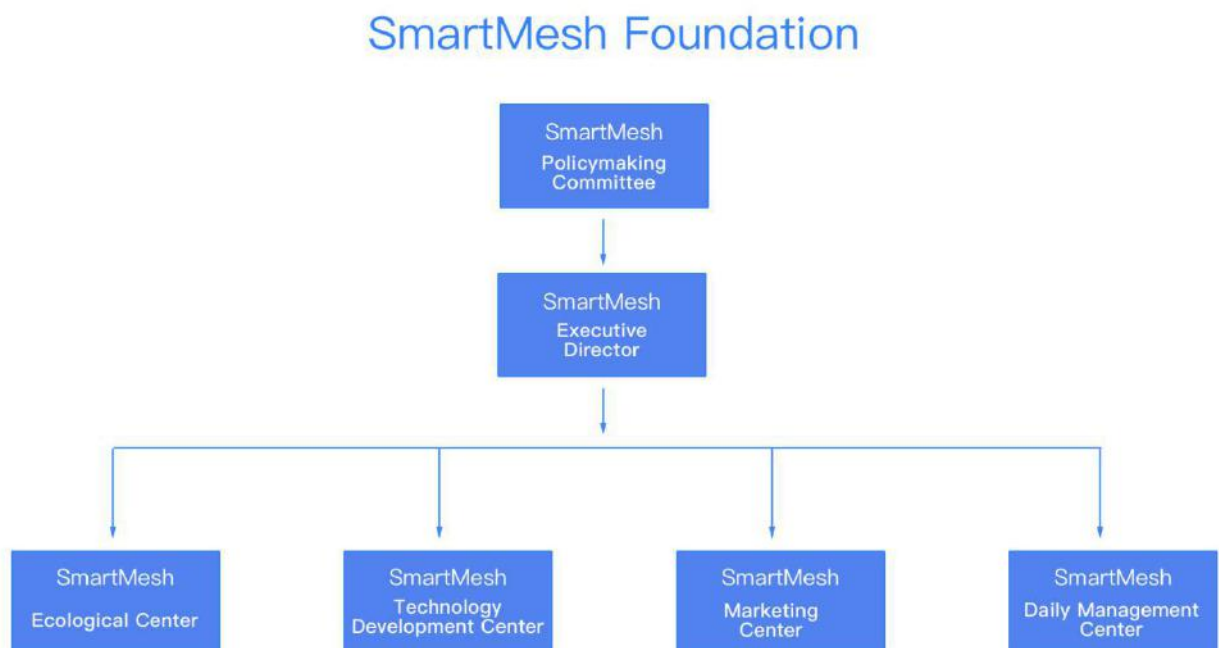 SmartMesh Foundation
SmartMesh
Policymaking
Committee
SmartMesh
Executive
Director
SmartMesh
Ecological Center
SmartMesh
Technology
Development Center
SmartMesh
Marketing
Center
SmartMesh
Daily Management
Center